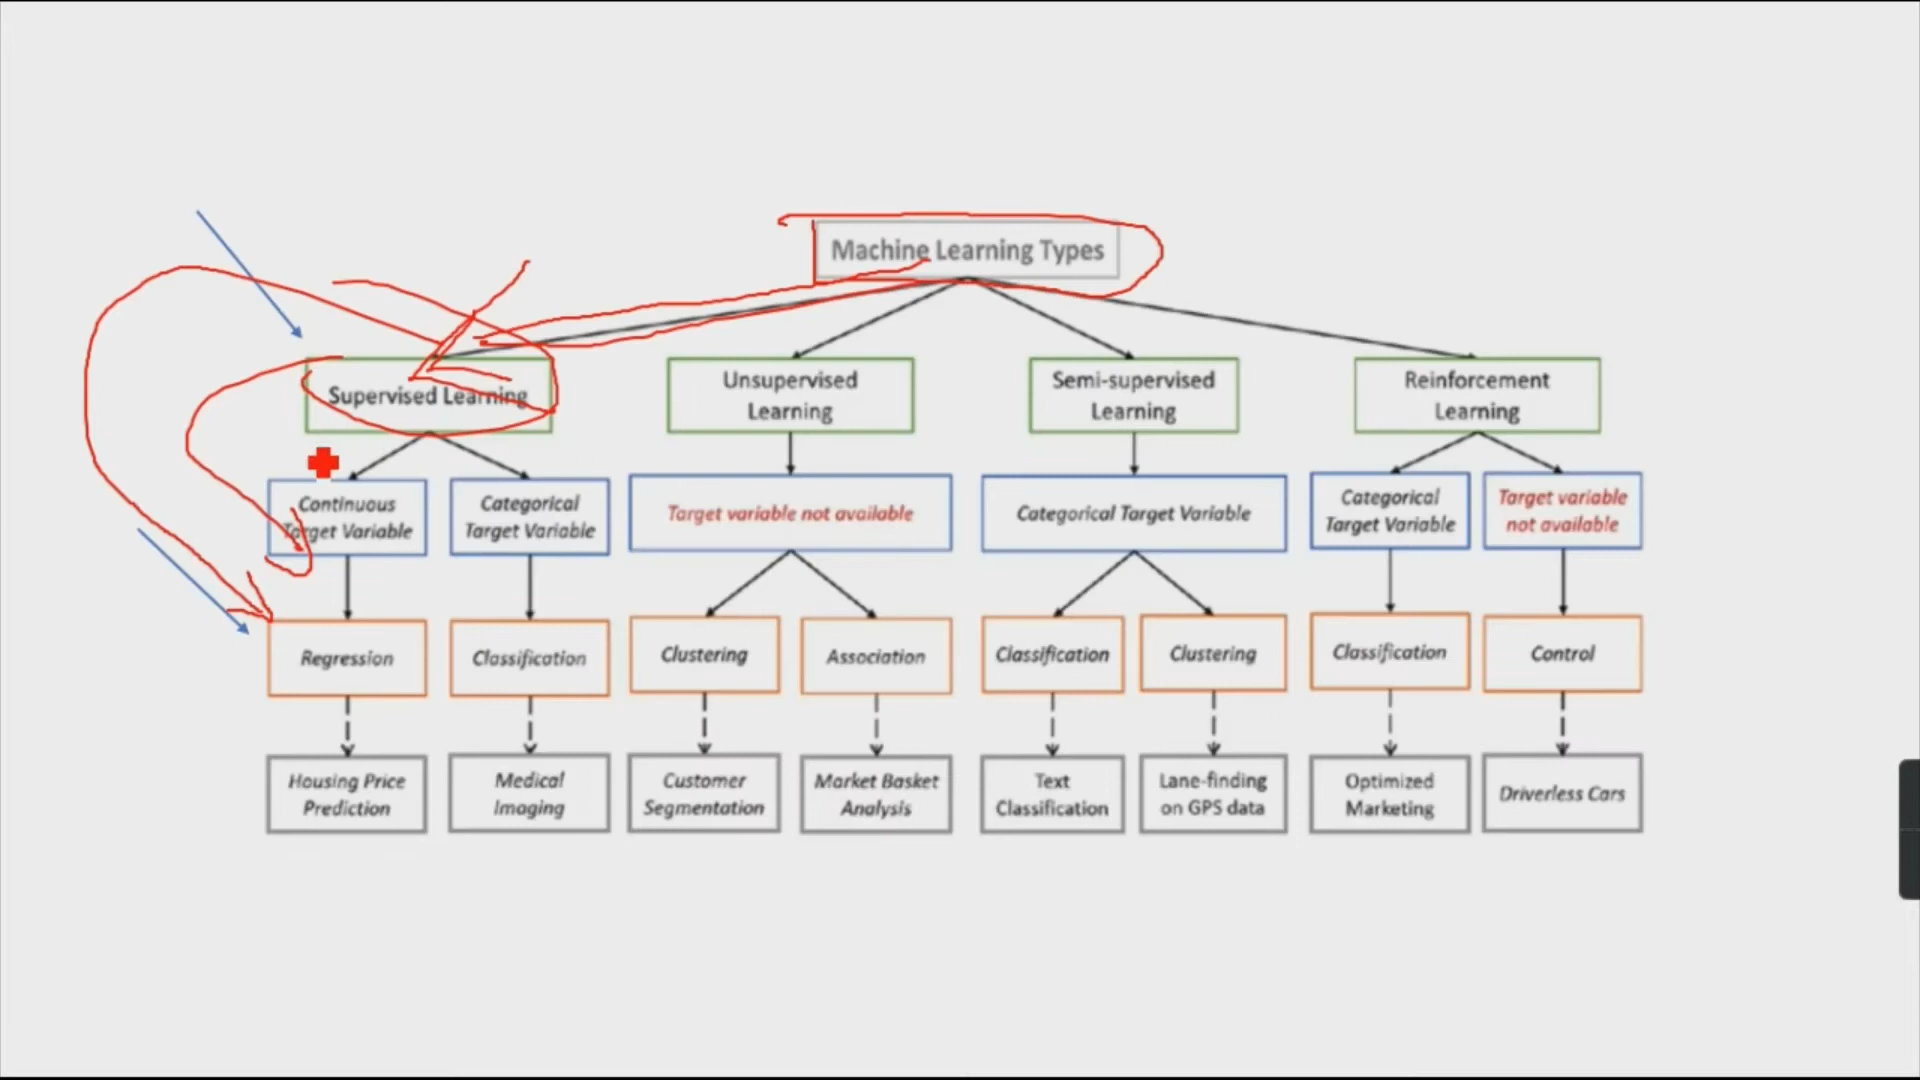 Machine Learning Types
Supervised Learning
Unsupervised
Learning
Semi-supervised
Learning
Reinforcement
Learning
Continuous
Target Variable
Categorical
Target Variable
Target variable not available
Categorical Target Variable
Categorical
Target Variable
Target variable
not available
Regression
Classification
Clustering
Association
Classification
Clustering
Classification
Control
Housing Price
Prediction
Medical
Imaging
Customer
Segmentation
Market Basket
Analysis
Text
Classification
Lane-finding
on GPS data
Optimized
Marketing
Driverless Cars